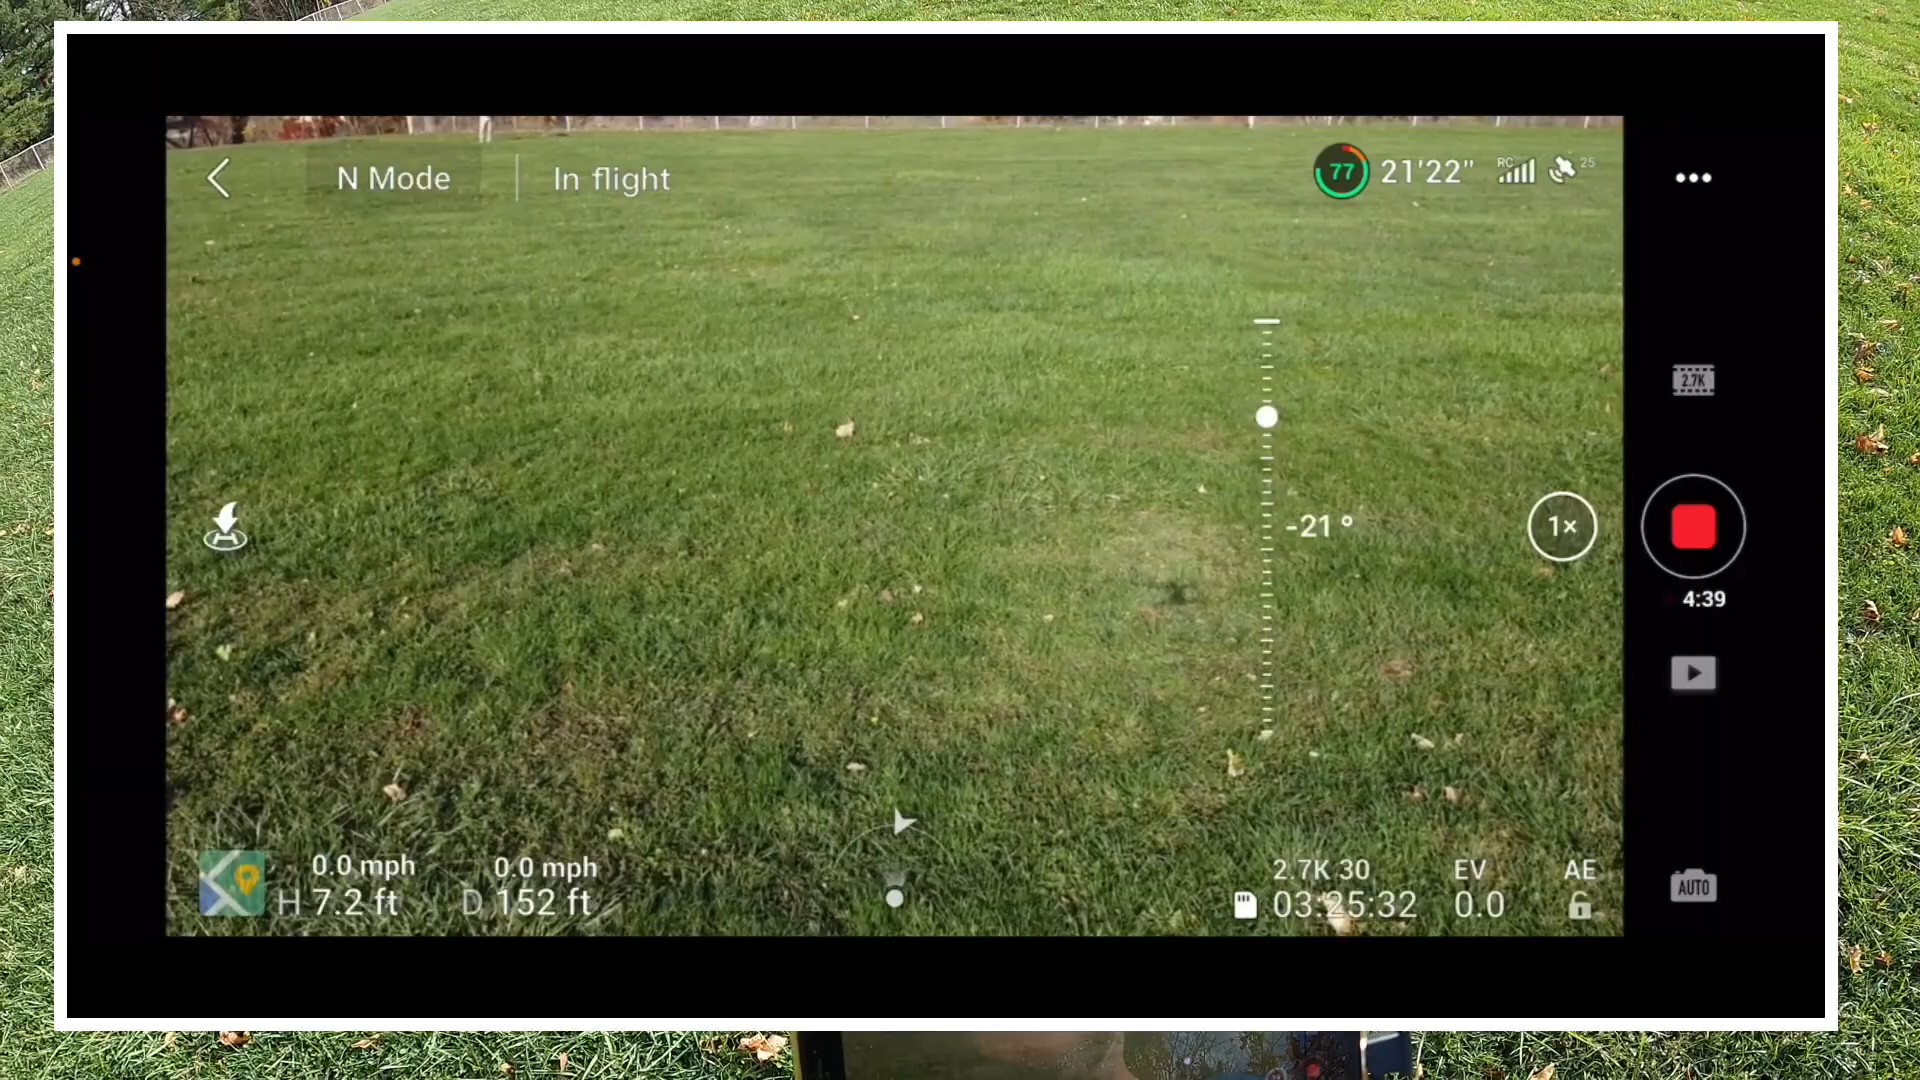 N Mode
In flight
77
21'22"
RC
25
2.7K
-21 °
1×
4:39
0.0 mph
0.0 mph
H 7.2 ft
D 152 ft
2.7K 30
EV
AE
03:25:32
0.0
AUTO